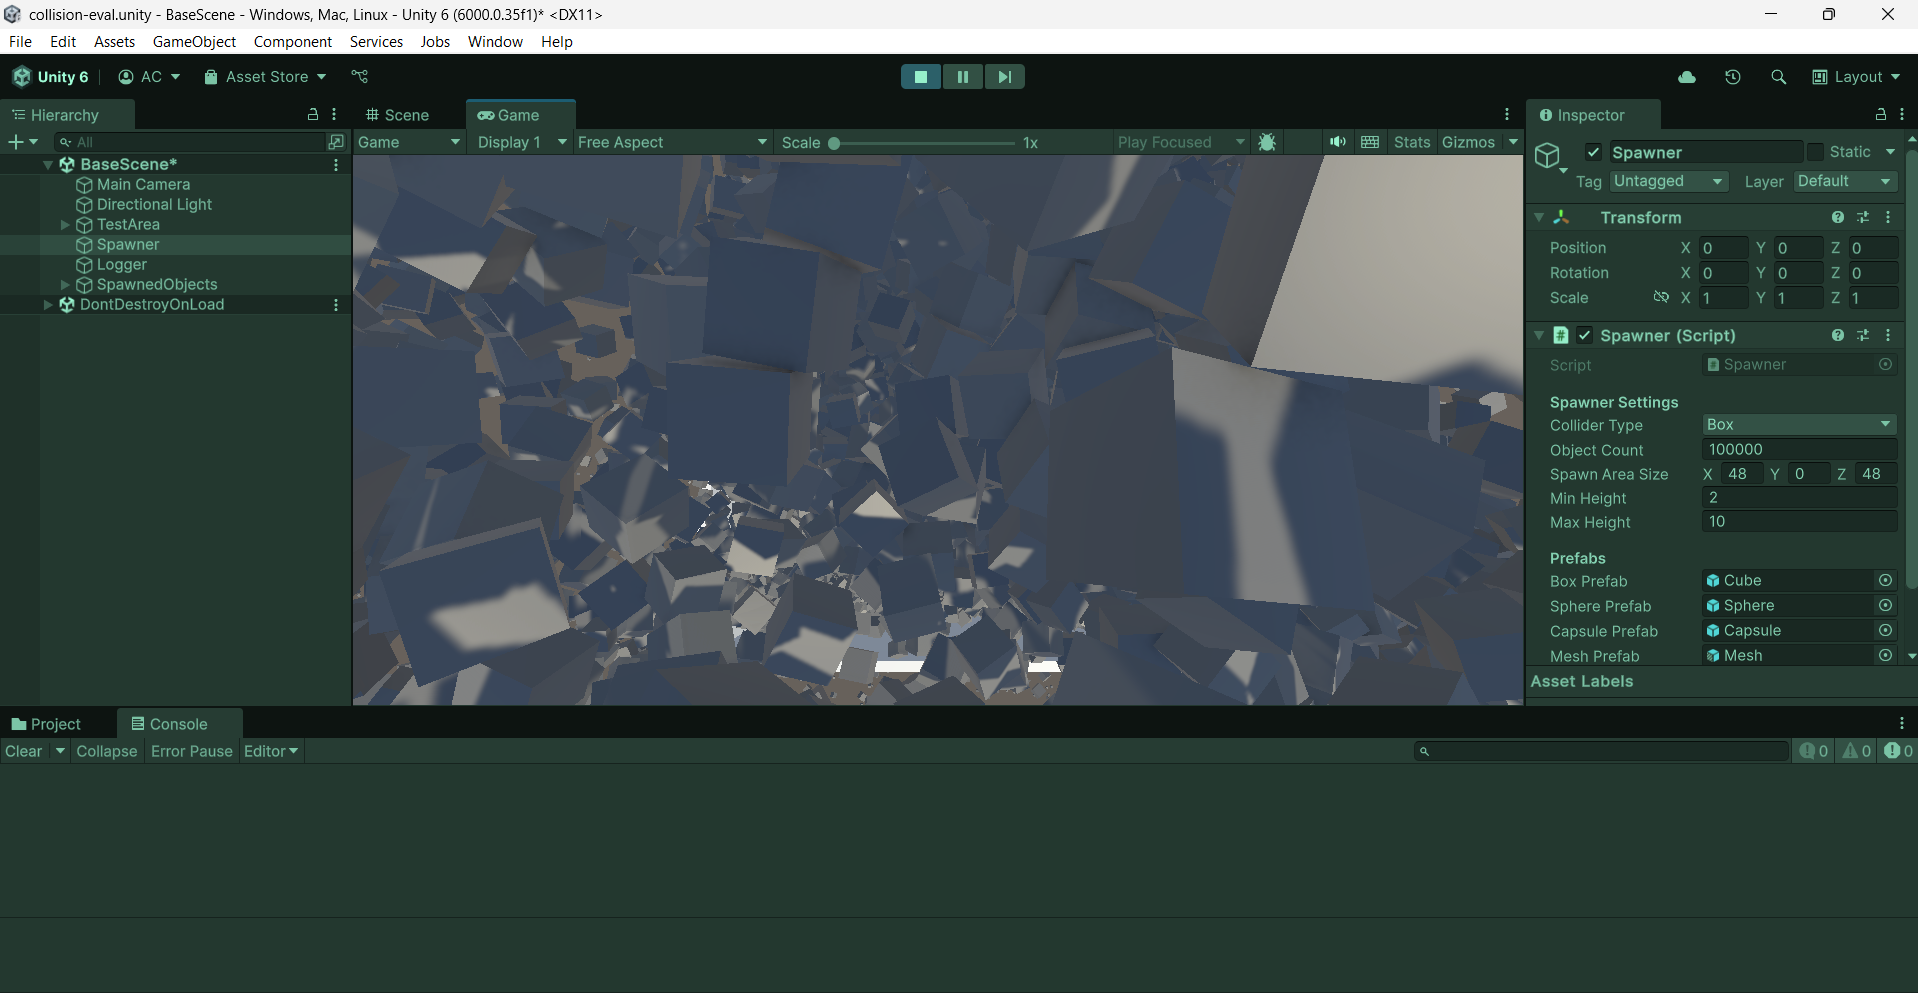 collision-eval.unity - BaseScene - Windows, Mac, Linux - Unity 6 (6000.0.35f1)* <DX11>
File Edit Assets GameObject Component Services Jobs Window Help
Unity 6 AC Asset Store Layout
Hierarchy
All
BaseScene*
Main Camera
Directional Light
TestArea
Spawner
Logger
SpawnedObjects
DontDestroyOnLoad
Scene Game
Game Display 1 Free Aspect Scale 1x Play Focused Stats Gizmos
Inspector
Spawner Static
Tag Untagged Layer Default
Transform
Position X 0 Y 0 Z 0
Rotation X 0 Y 0 Z 0
Scale X 1 Y 1 Z 1
# Spawner (Script)
Script Spawner
Spawner Settings
Collider Type Box
Object Count 100000
Spawn Area Size X 48 Y 0 Z 48
Min Height 2
Max Height 10
Prefabs
Box Prefab Cube
Sphere Prefab Sphere
Capsule Prefab Capsule
Mesh Prefab Mesh
Asset Labels
Project Console
Clear Collapse Error Pause Editor 0 0 0